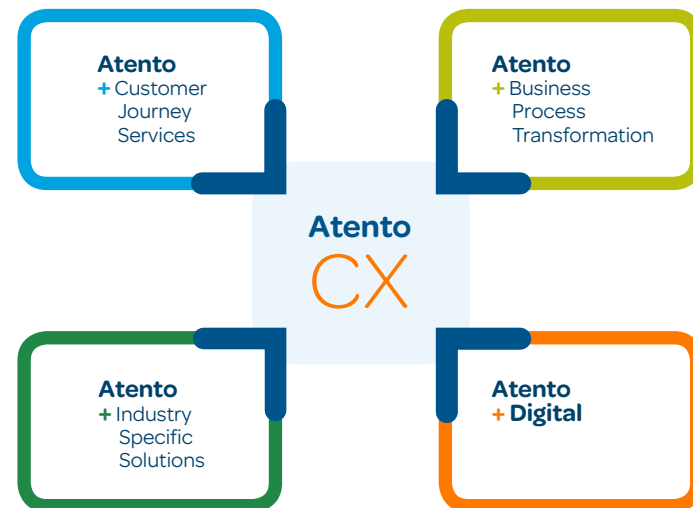 Atento
+ Customer
Journey
Services
Atento
+ Business
Process
Transformation
Atento
CX
Atento
+ Industry
Specific
Solutions
Atento
+ Digital